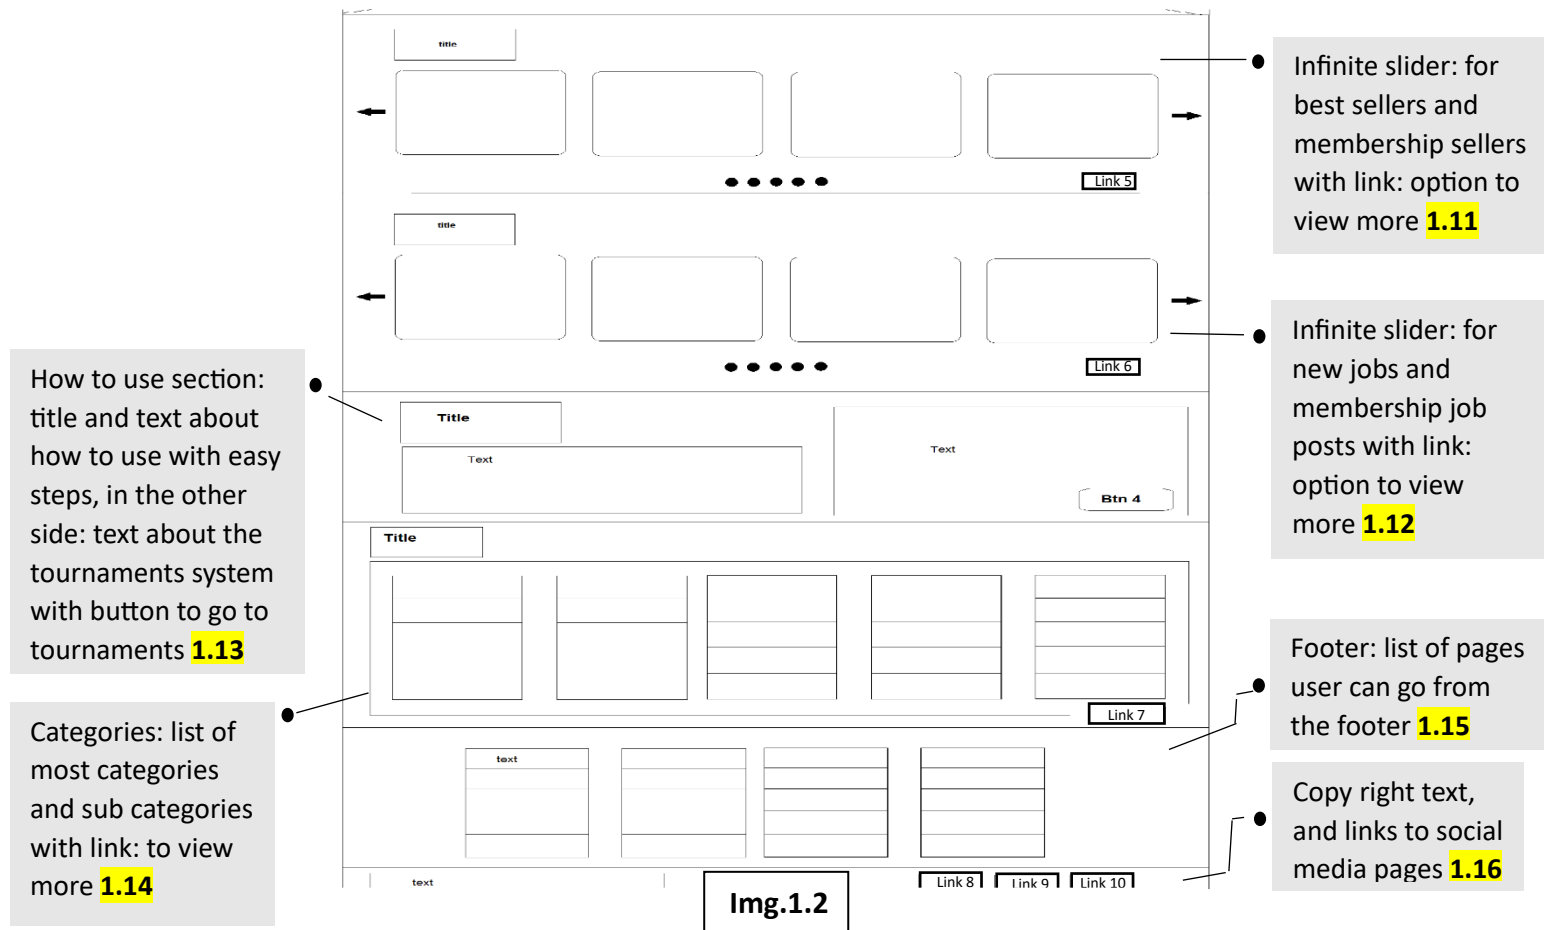 title
Link 5
title
Link 6
Title
Text
Text
Btn 4
Title
Link 7
text
text
Link 8
Link 9
Link 10
Img.1.2
How to use section:
title and text about
how to use with easy
steps, in the other
side: text about the
tournaments system
with button to go to
tournaments 1.13
Categories: list of
most categories
and sub categories
with link: to view
more 1.14
Infinite slider: for
best sellers and
membership sellers
with link: option to
view more 1.11
Infinite slider: for
new jobs and
membership job
posts with link:
option to view
more 1.12
Footer: list of pages
user can go from
the footer 1.15
Copy right text,
and links to social
media pages 1.16